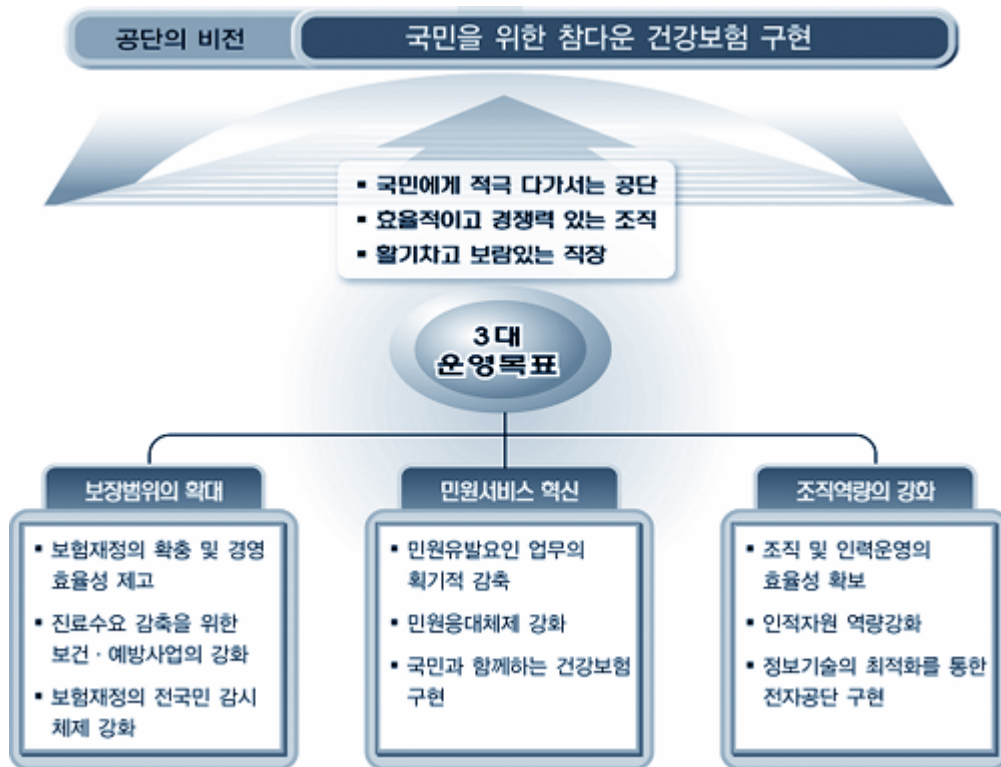 공단의 비전
국민을 위한 참다운 건강보험 구현
▪ 국민에게 적극 다가서는 공단
▪ 효율적이고 경쟁력 있는 조직
▪ 활기차고 보람있는 직장
3대
운영목표
보장범위의 확대
▪ 보험재정의 확충 및 경영
효율성 제고
▪ 진료수요 감축을 위한
보건·예방사업의 강화
▪ 보험재정의 전국민 감시
체제 강화
민원서비스 혁신
▪ 민원유발요인 업무의
획기적 감축
▪ 민원응대체제 강화
▪ 국민과 함께하는 건강보험
구현
조직역량의 강화
▪ 조직 및 인력운영의
효율성 확보
▪ 인적자원 역량강화
▪ 정보기술의 최적화를 통한
전자공단 구현